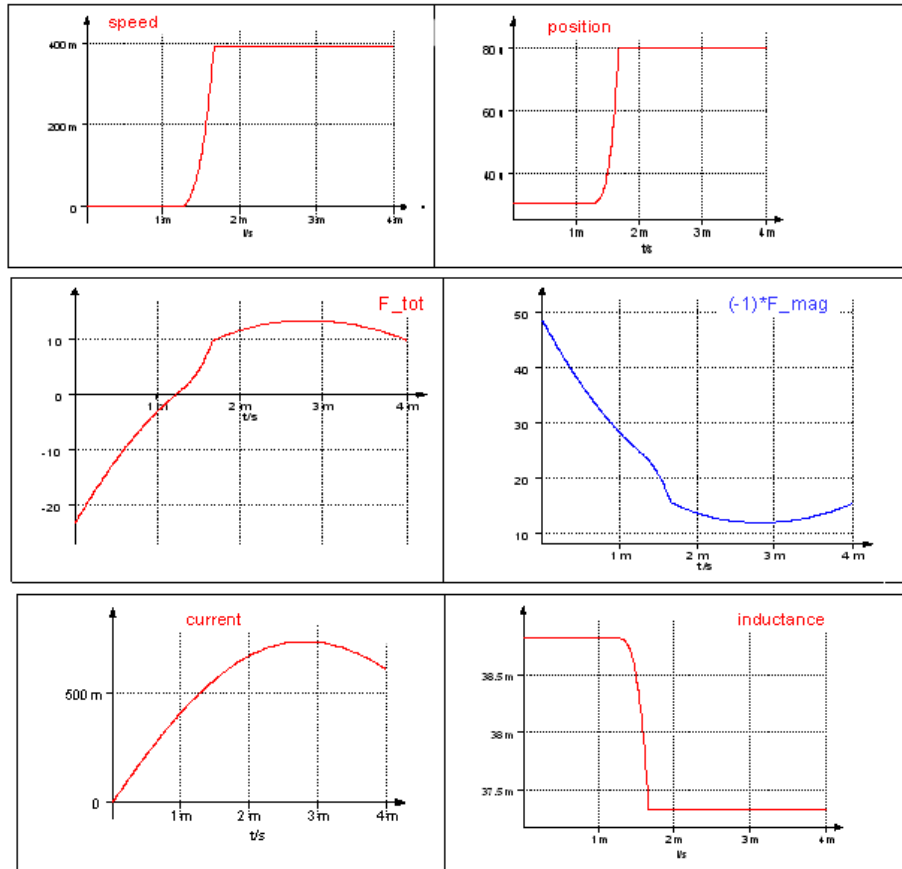 speed
400 m
200 m
0
1m
2 m
3 m
4 m
t/s
position
80 u
60 u
40 u
1 m
2 m
3 m
4 m
t/s
F_tot
10
0
-10
-20
1 m
2 m
3 m
4 m
t/s
(-1)*F_mag
50
40
30
20
10
1 m
2 m
3 m
4 m
t/s
current
500 m
0
1 m
2 m
3 m
4 m
t/s
inductance
38.5 m
38 m
37.5 m
1 m
2 m
3 m
4 m
t/s